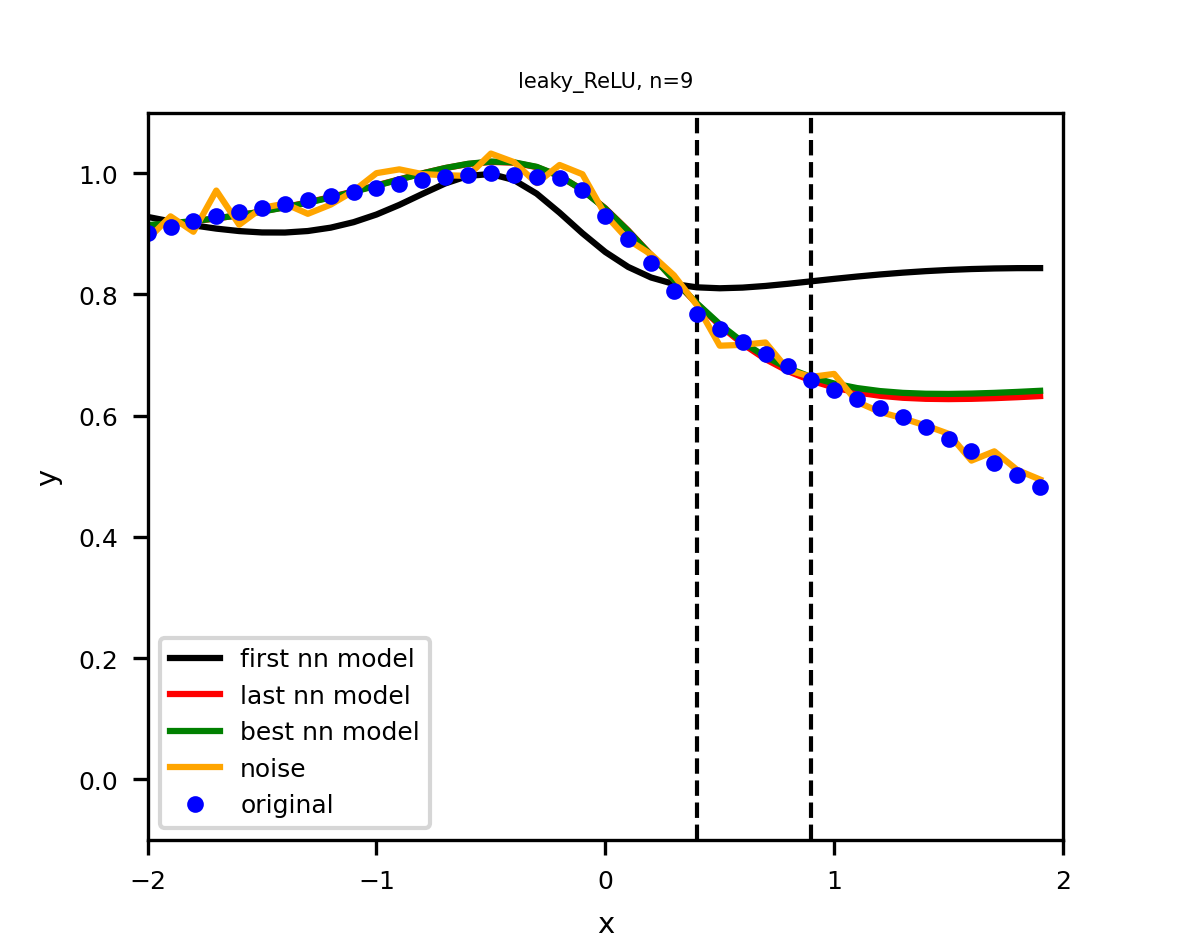 leaky_ReLU, n=9
1.0
0.8
0.6
0.4
0.2
0.0
y
first nn model
last nn model
best nn model
noise
original
−2
−1
0
1
2
x